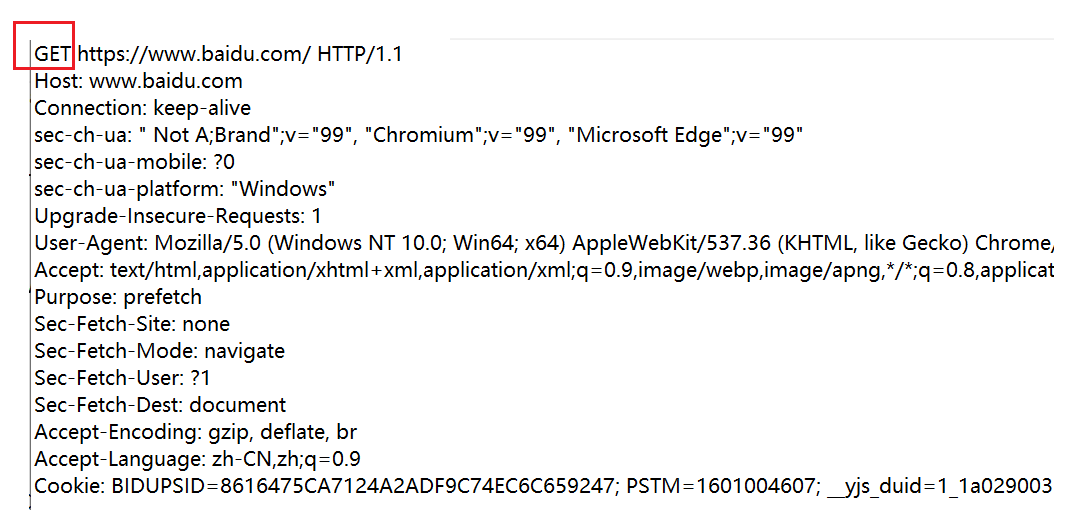 GET https://www.baidu.com/ HTTP/1.1
Host: www.baidu.com
Connection: keep-alive
sec-ch-ua: " Not A;Brand";v="99", "Chromium";v="99", "Microsoft Edge";v="99"
sec-ch-ua-mobile: ?0
sec-ch-ua-platform: "Windows"
Upgrade-Insecure-Requests: 1
User-Agent: Mozilla/5.0 (Windows NT 10.0; Win64; x64) AppleWebKit/537.36 (KHTML, like Gecko) Chrome/
Accept: text/html,application/xhtml+xml,application/xml;q=0.9,image/webp,image/apng,*/*;q=0.8,applicat
Purpose: prefetch
Sec-Fetch-Site: none
Sec-Fetch-Mode: navigate
Sec-Fetch-User: ?1
Sec-Fetch-Dest: document
Accept-Encoding: gzip, deflate, br
Accept-Language: zh-CN,zh;q=0.9
Cookie: BIDUPSID=8616475CA7124A2ADF9C74EC6C659247; PSTM=1601004607; __yjs_duid=1_1a029003